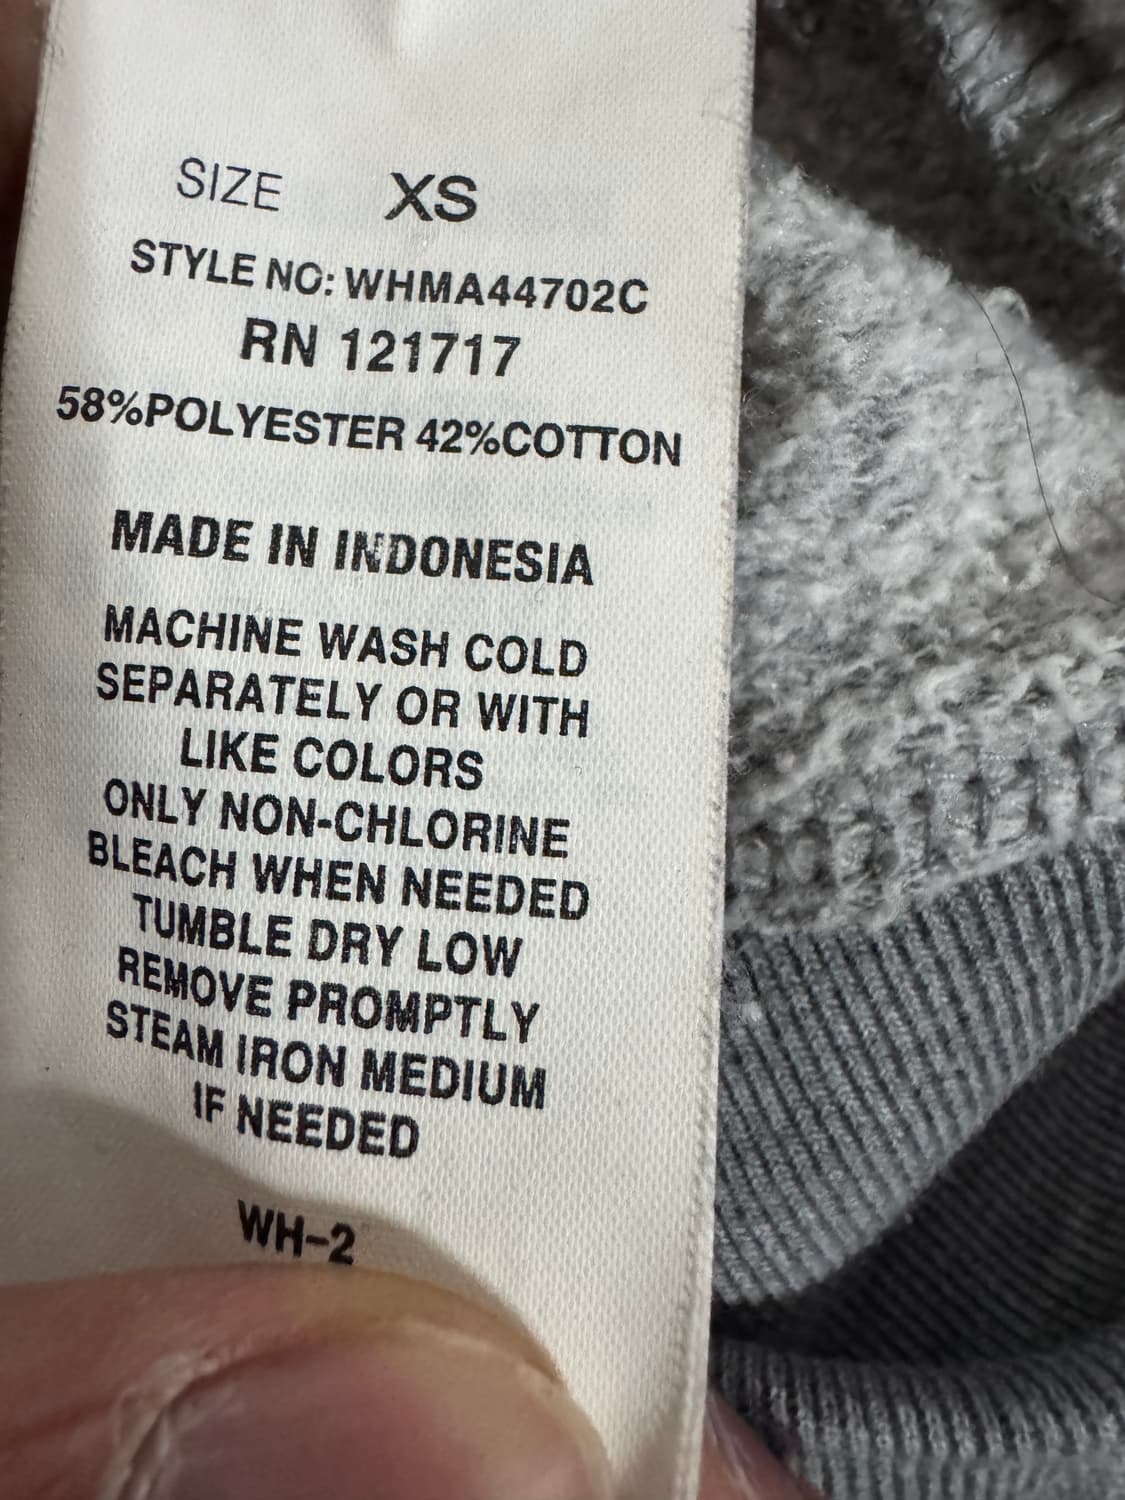 SIZE XS
STYLE NO: WHMA44702C
RN 121717
58%POLYESTER 42%COTTON
MADE IN INDONESIA
MACHINE WASH COLD
SEPARATELY OR WITH
LIKE COLORS
ONLY NON-CHLORINE
BLEACH WHEN NEEDED
TUMBLE DRY LOW
REMOVE PROMPTLY
STEAM IRON MEDIUM
IF NEEDED
WH-2